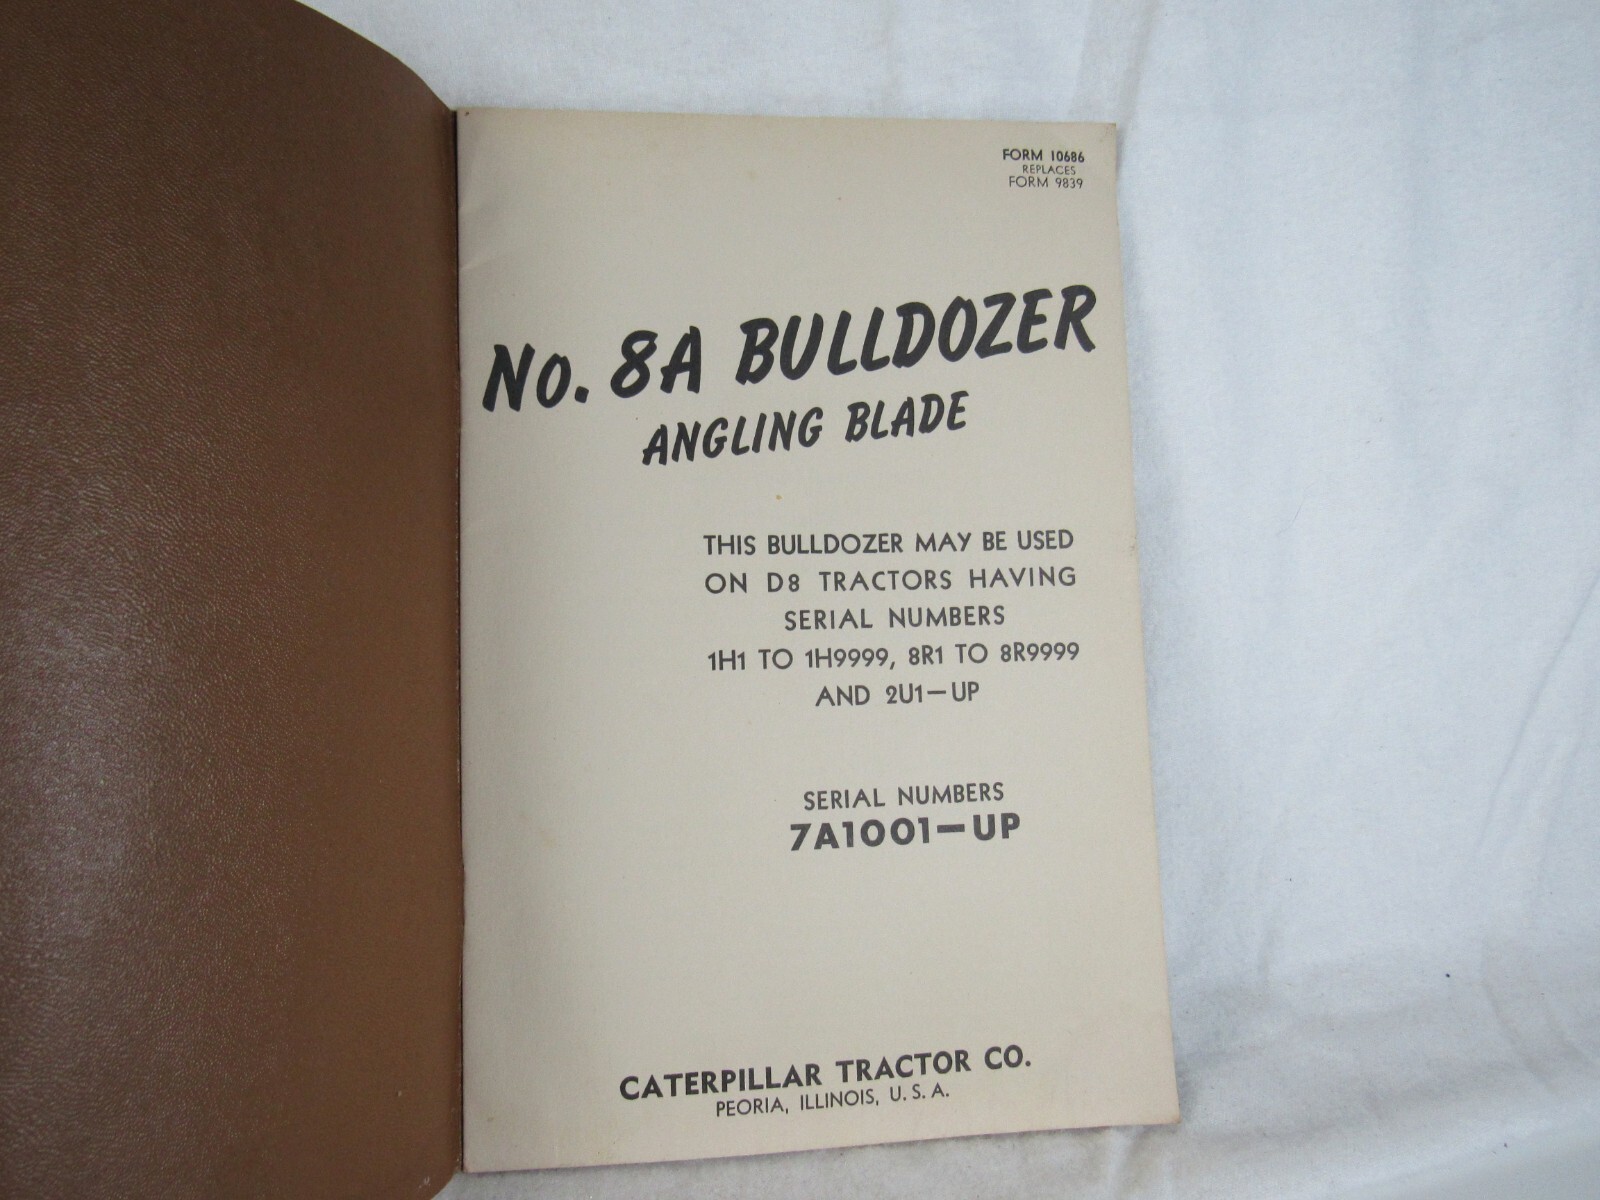 FORM 10686
REPLACES
FORM 9839
No. 8A BULLDOZER
ANGLING BLADE
THIS BULLDOZER MAY BE USED
ON D8 TRACTORS HAVING
SERIAL NUMBERS
1H1 TO 1H9999, 8R1 TO 8R9999
AND 2U1—UP
SERIAL NUMBERS
7A1001—UP
CATERPILLAR TRACTOR CO.
PEORIA, ILLINOIS, U. S. A.